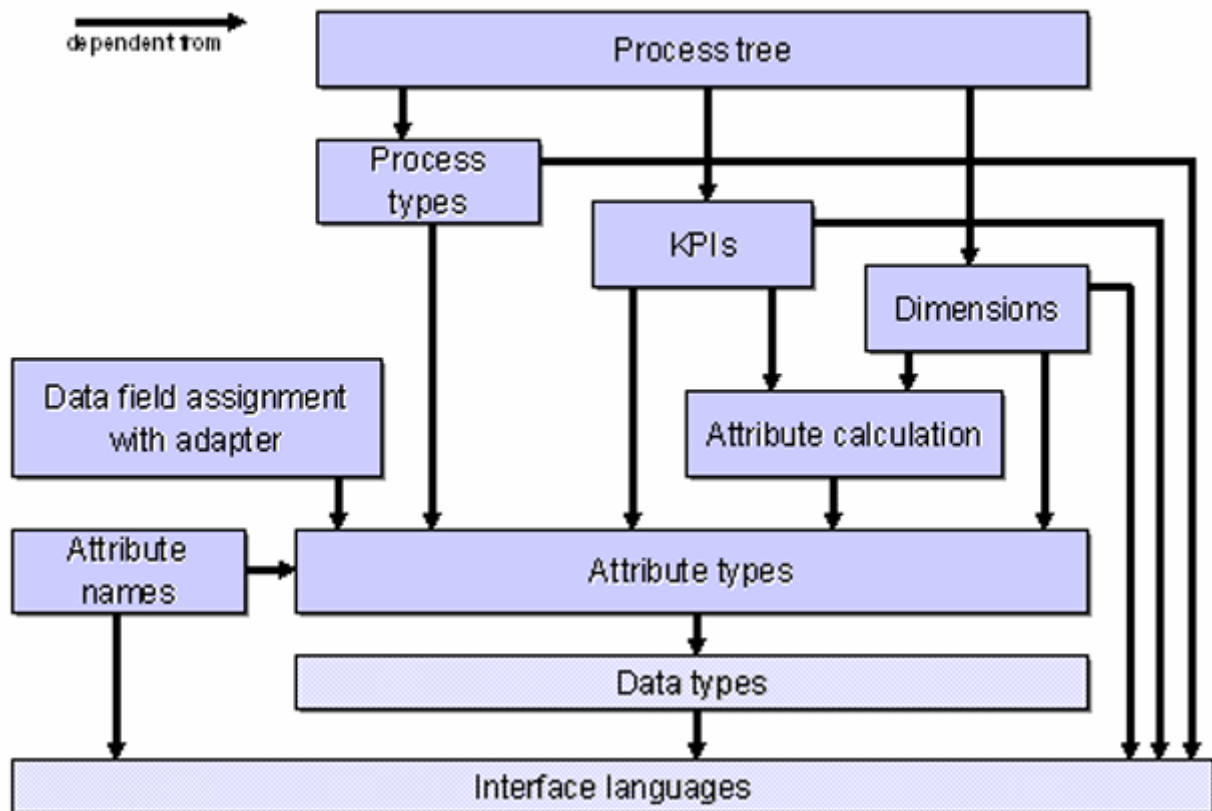 dependent from
Process tree
Process
types
KPIs
Dimensions
Data field assignment
with adapter
Attribute calculation
Attribute
names
Attribute types
Data types
Interface languages